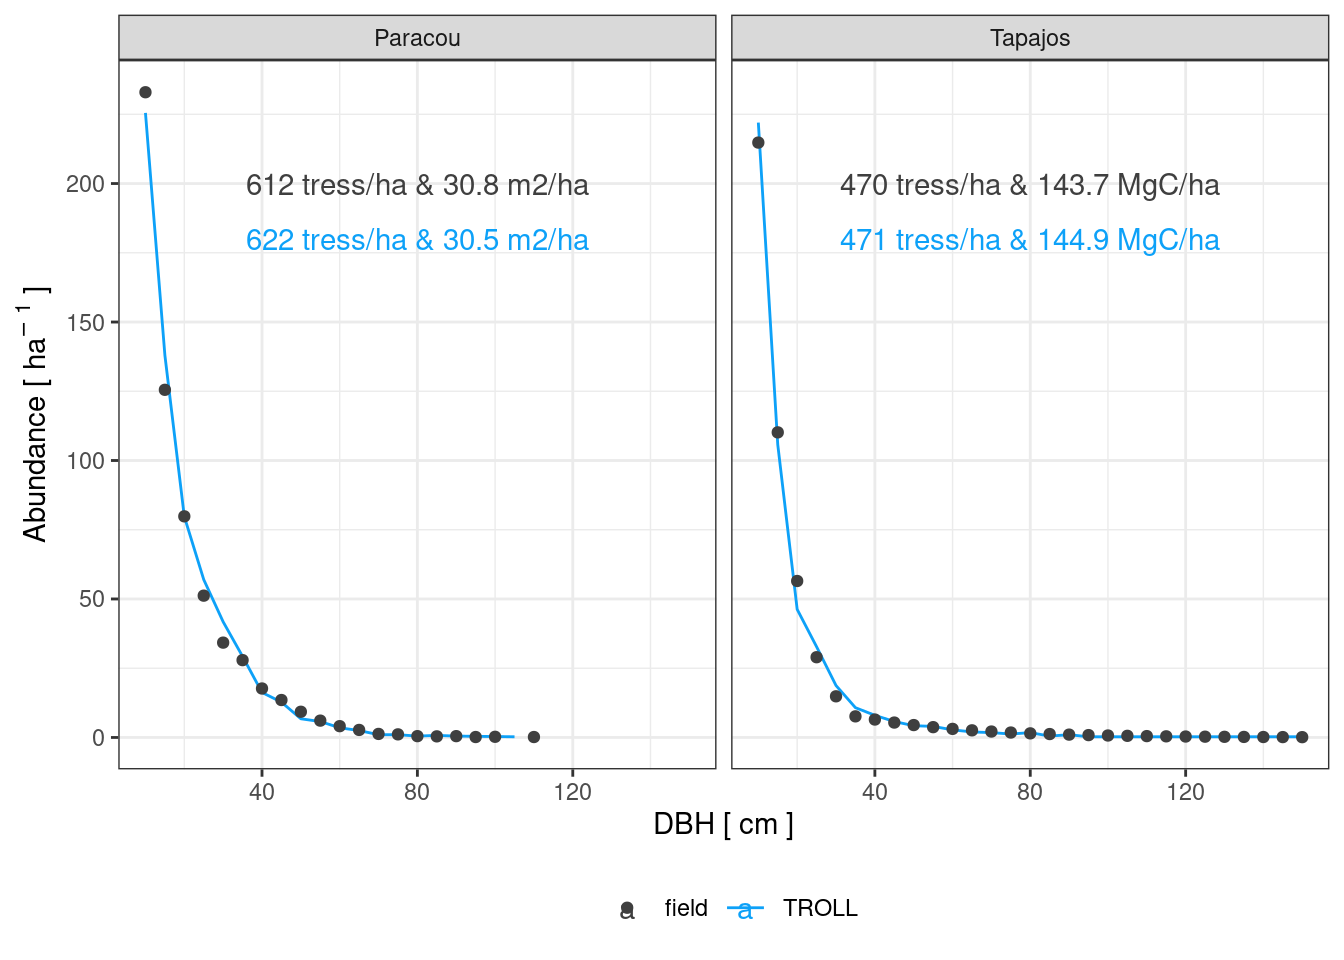 Paracou
Tapajos
612 tress/ha & 30.8 m2/ha
622 tress/ha & 30.5 m2/ha
470 tress/ha & 143.7 MgC/ha
471 tress/ha & 144.9 MgC/ha
Abundance [ ha⁻ ¹ ]
200
150
100
50
0
40
80
120
40
80
120
DBH [ cm ]
a field
a TROLL